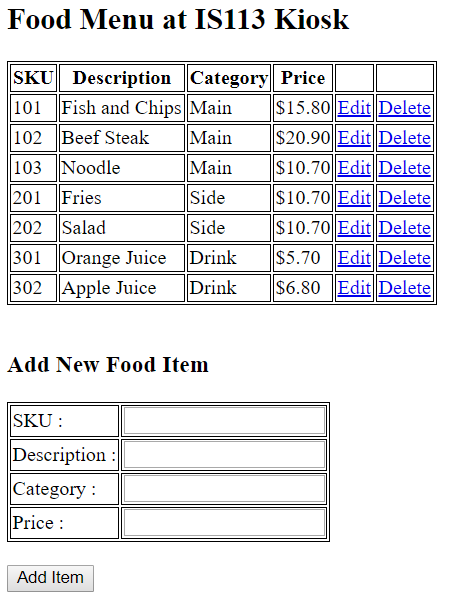 Food Menu at IS113 Kiosk
SKU Description Category Price
101 Fish and Chips Main $15.80 Edit Delete
102 Beef Steak Main $20.90 Edit Delete
103 Noodle Main $10.70 Edit Delete
201 Fries Side $10.70 Edit Delete
202 Salad Side $10.70 Edit Delete
301 Orange Juice Drink $5.70 Edit Delete
302 Apple Juice Drink $6.80 Edit Delete
Add New Food Item
SKU :
Description :
Category :
Price :
Add Item